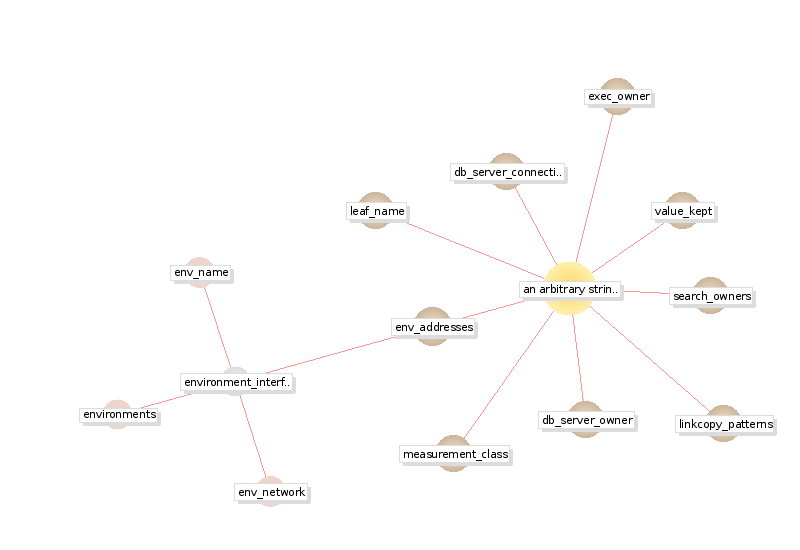 exec_owner
db_server_connecti..
leaf_name
value_kept
env_name
an arbitrary strin..
search_owners
env_addresses
environment_interf..
environments
db_server_owner
linkcopy_patterns
measurement_class
env_network